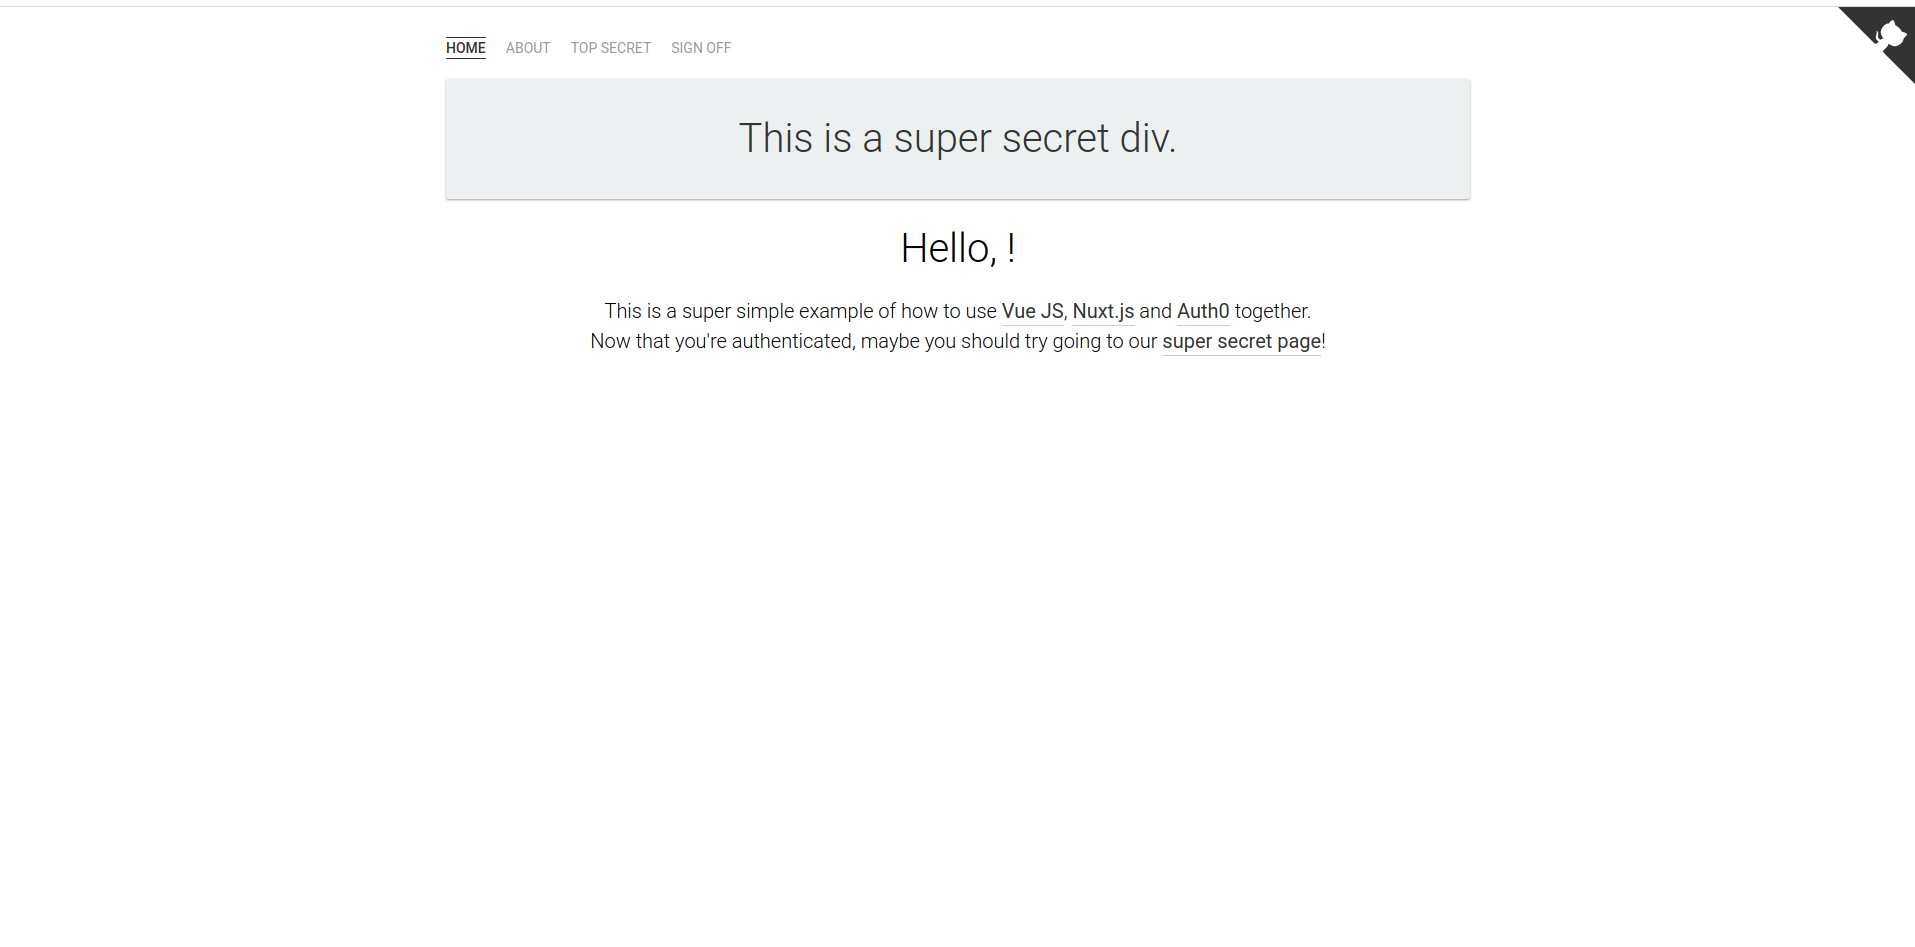 HOME ABOUT TOP SECRET SIGN OFF
This is a super secret div.
Hello, !
This is a super simple example of how to use Vue JS, Nuxt.js and Auth0 together.
Now that you're authenticated, maybe you should try going to our super secret page!